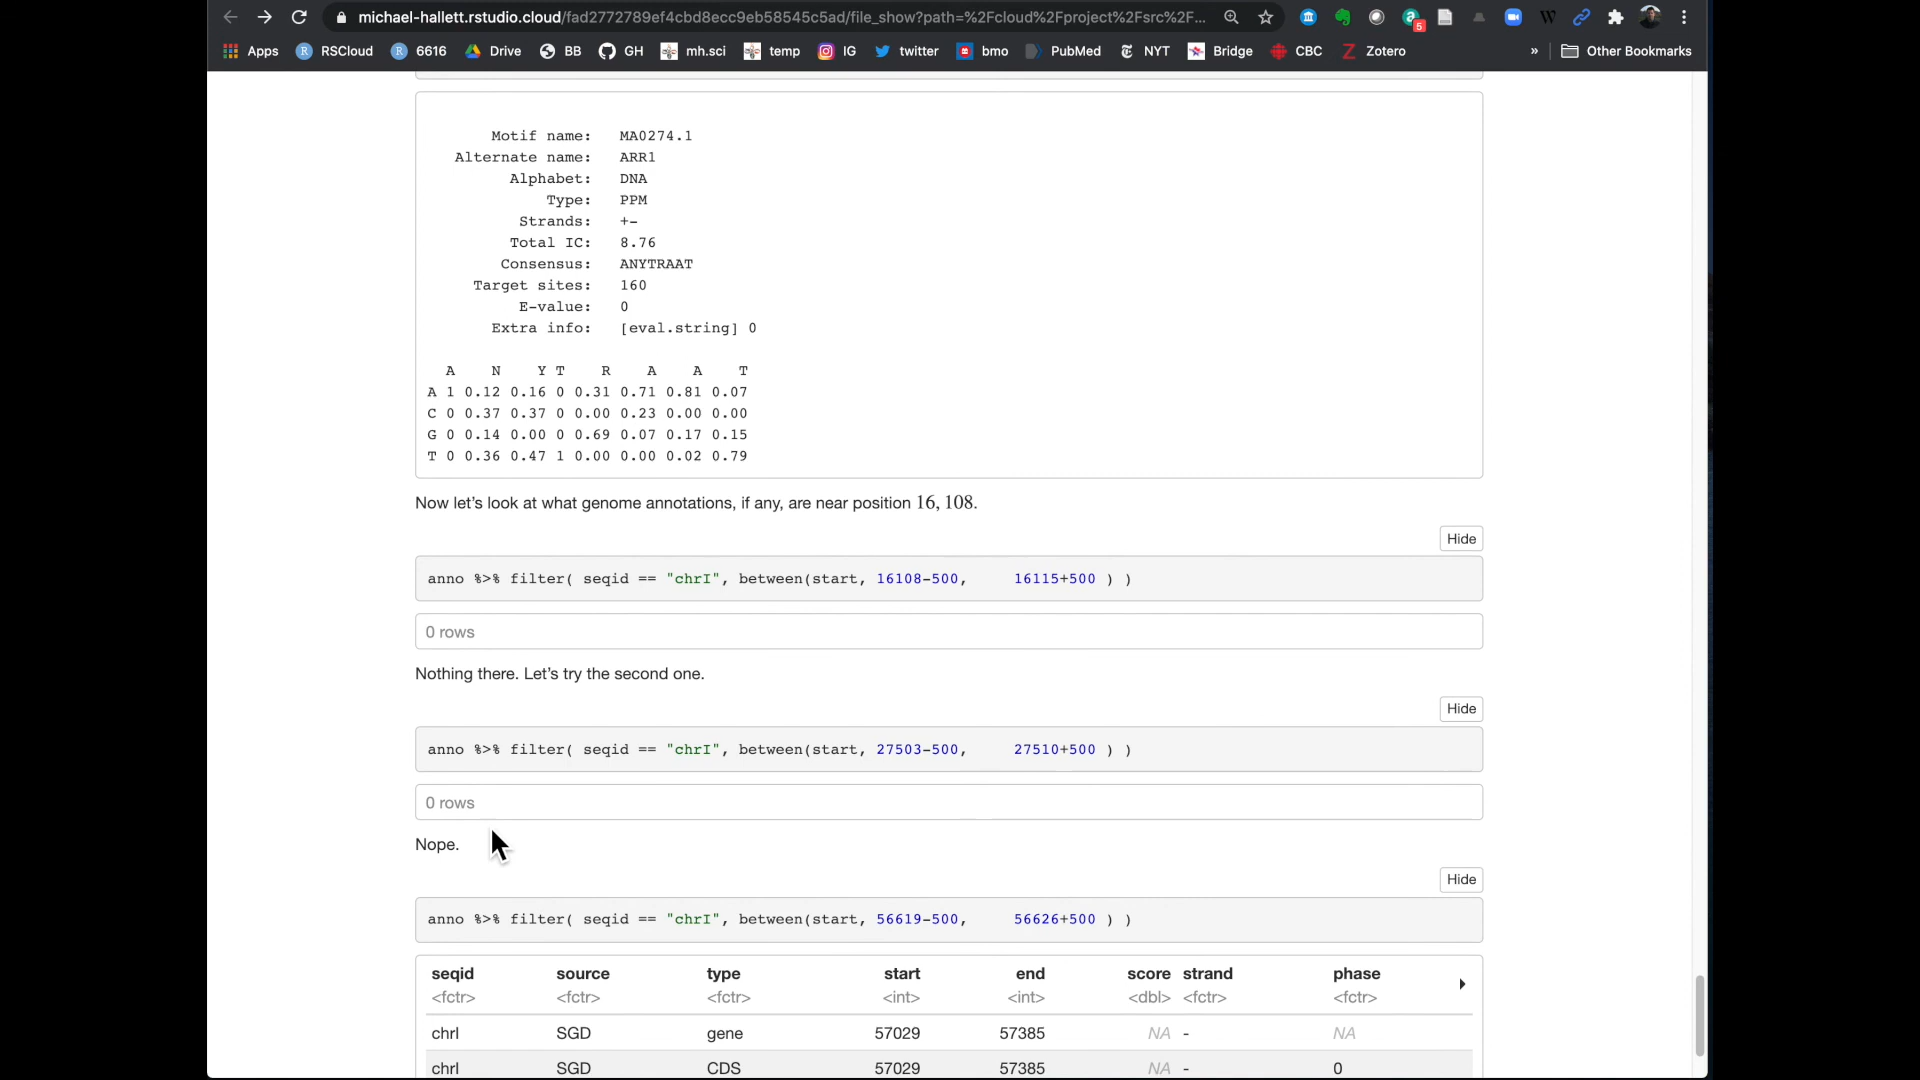 michael-hallett.rstudio.cloud/fad2772789ef4cbd8ecc9eb58545c5ad/file_show?path=%2Fcloud%2Fproject%2Fsrc%2F...
5
Apps RSCloud 6616 Drive BB GH mh.sci temp IG twitter bmo PubMed NYT Bridge CBC Zotero » Other Bookmarks
Motif name: MA0274.1
Alternate name: ARR1
Alphabet: DNA
Type: PPM
Strands: +-
Total IC: 8.76
Consensus: ANYTRAAT
Target sites: 160
E-value: 0
Extra info: [eval.string] 0
A N Y T R A A T
A 1 0.12 0.16 0 0.31 0.71 0.81 0.07
C 0 0.37 0.37 0 0.00 0.23 0.00 0.00
G 0 0.14 0.00 0 0.69 0.07 0.17 0.15
T 0 0.36 0.47 1 0.00 0.00 0.02 0.79
Now let's look at what genome annotations, if any, are near position 16, 108.
Hide
anno %>% filter( seqid == "chrI", between(start, 16108-500, 16115+500 ) )
0 rows
Nothing there. Let's try the second one.
Hide
anno %>% filter( seqid == "chrI", between(start, 27503-500, 27510+500 ) )
0 rows
Nope.
Hide
anno %>% filter( seqid == "chrI", between(start, 56619-500, 56626+500 ) )
seqid source type start end score strand phase
<fctr> <fctr> <fctr> <int> <int> <dbl> <fctr> <fctr>
chrI SGD gene 57029 57385 NA - NA
chrI SGD CDS 57029 57385 NA - 0